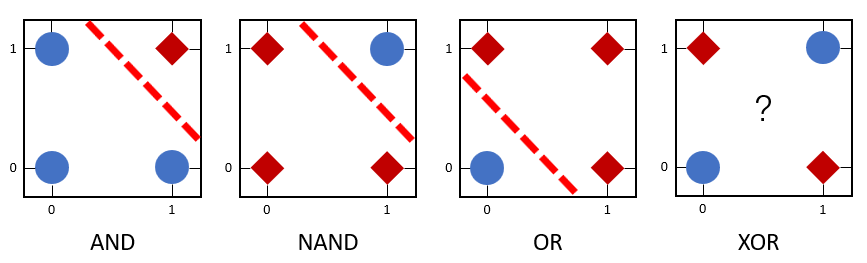 1 1 1 1
?
0 0 0 0
0 1 0 1 0 1 0 1
AND NAND OR XOR